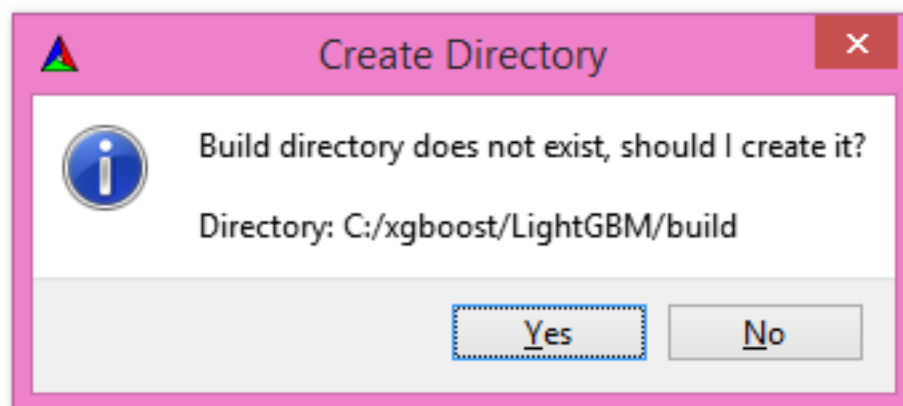 Create Directory
Build directory does not exist, should I create it?
Directory: C:/xgboost/LightGBM/build
Yes
No